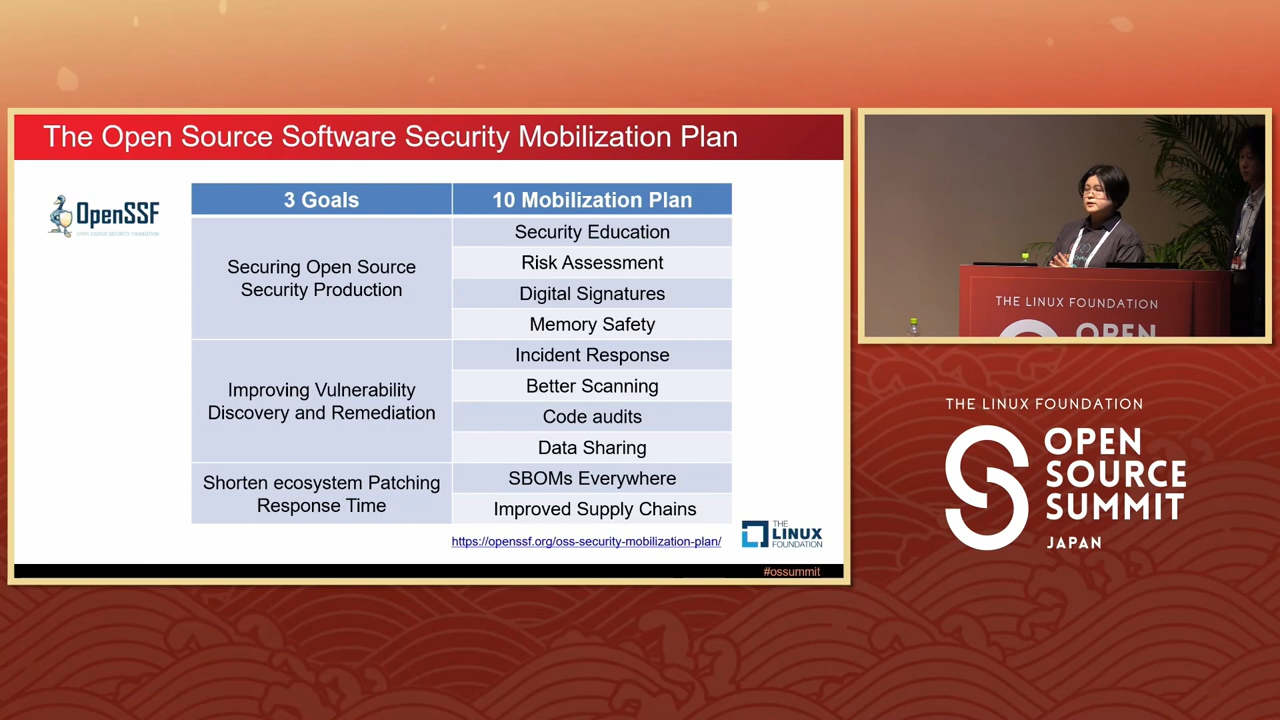 The Open Source Software Security Mobilization Plan
OpenSSF
OPEN SOURCE SECURITY FOUNDATION
3 Goals
10 Mobilization Plan
Securing Open Source
Security Production
Security Education
Risk Assessment
Digital Signatures
Memory Safety
Improving Vulnerability
Discovery and Remediation
Incident Response
Better Scanning
Code audits
Data Sharing
Shorten ecosystem Patching
Response Time
SBOMs Everywhere
Improved Supply Chains
https://openssf.org/oss-security-mobilization-plan/
THE
LINUX
FOUNDATION
#ossummit
THE LINUX FOUNDATION
OPEN
THE LINUX FOUNDATION
OPEN
SOURCE
SUMMIT
JAPAN